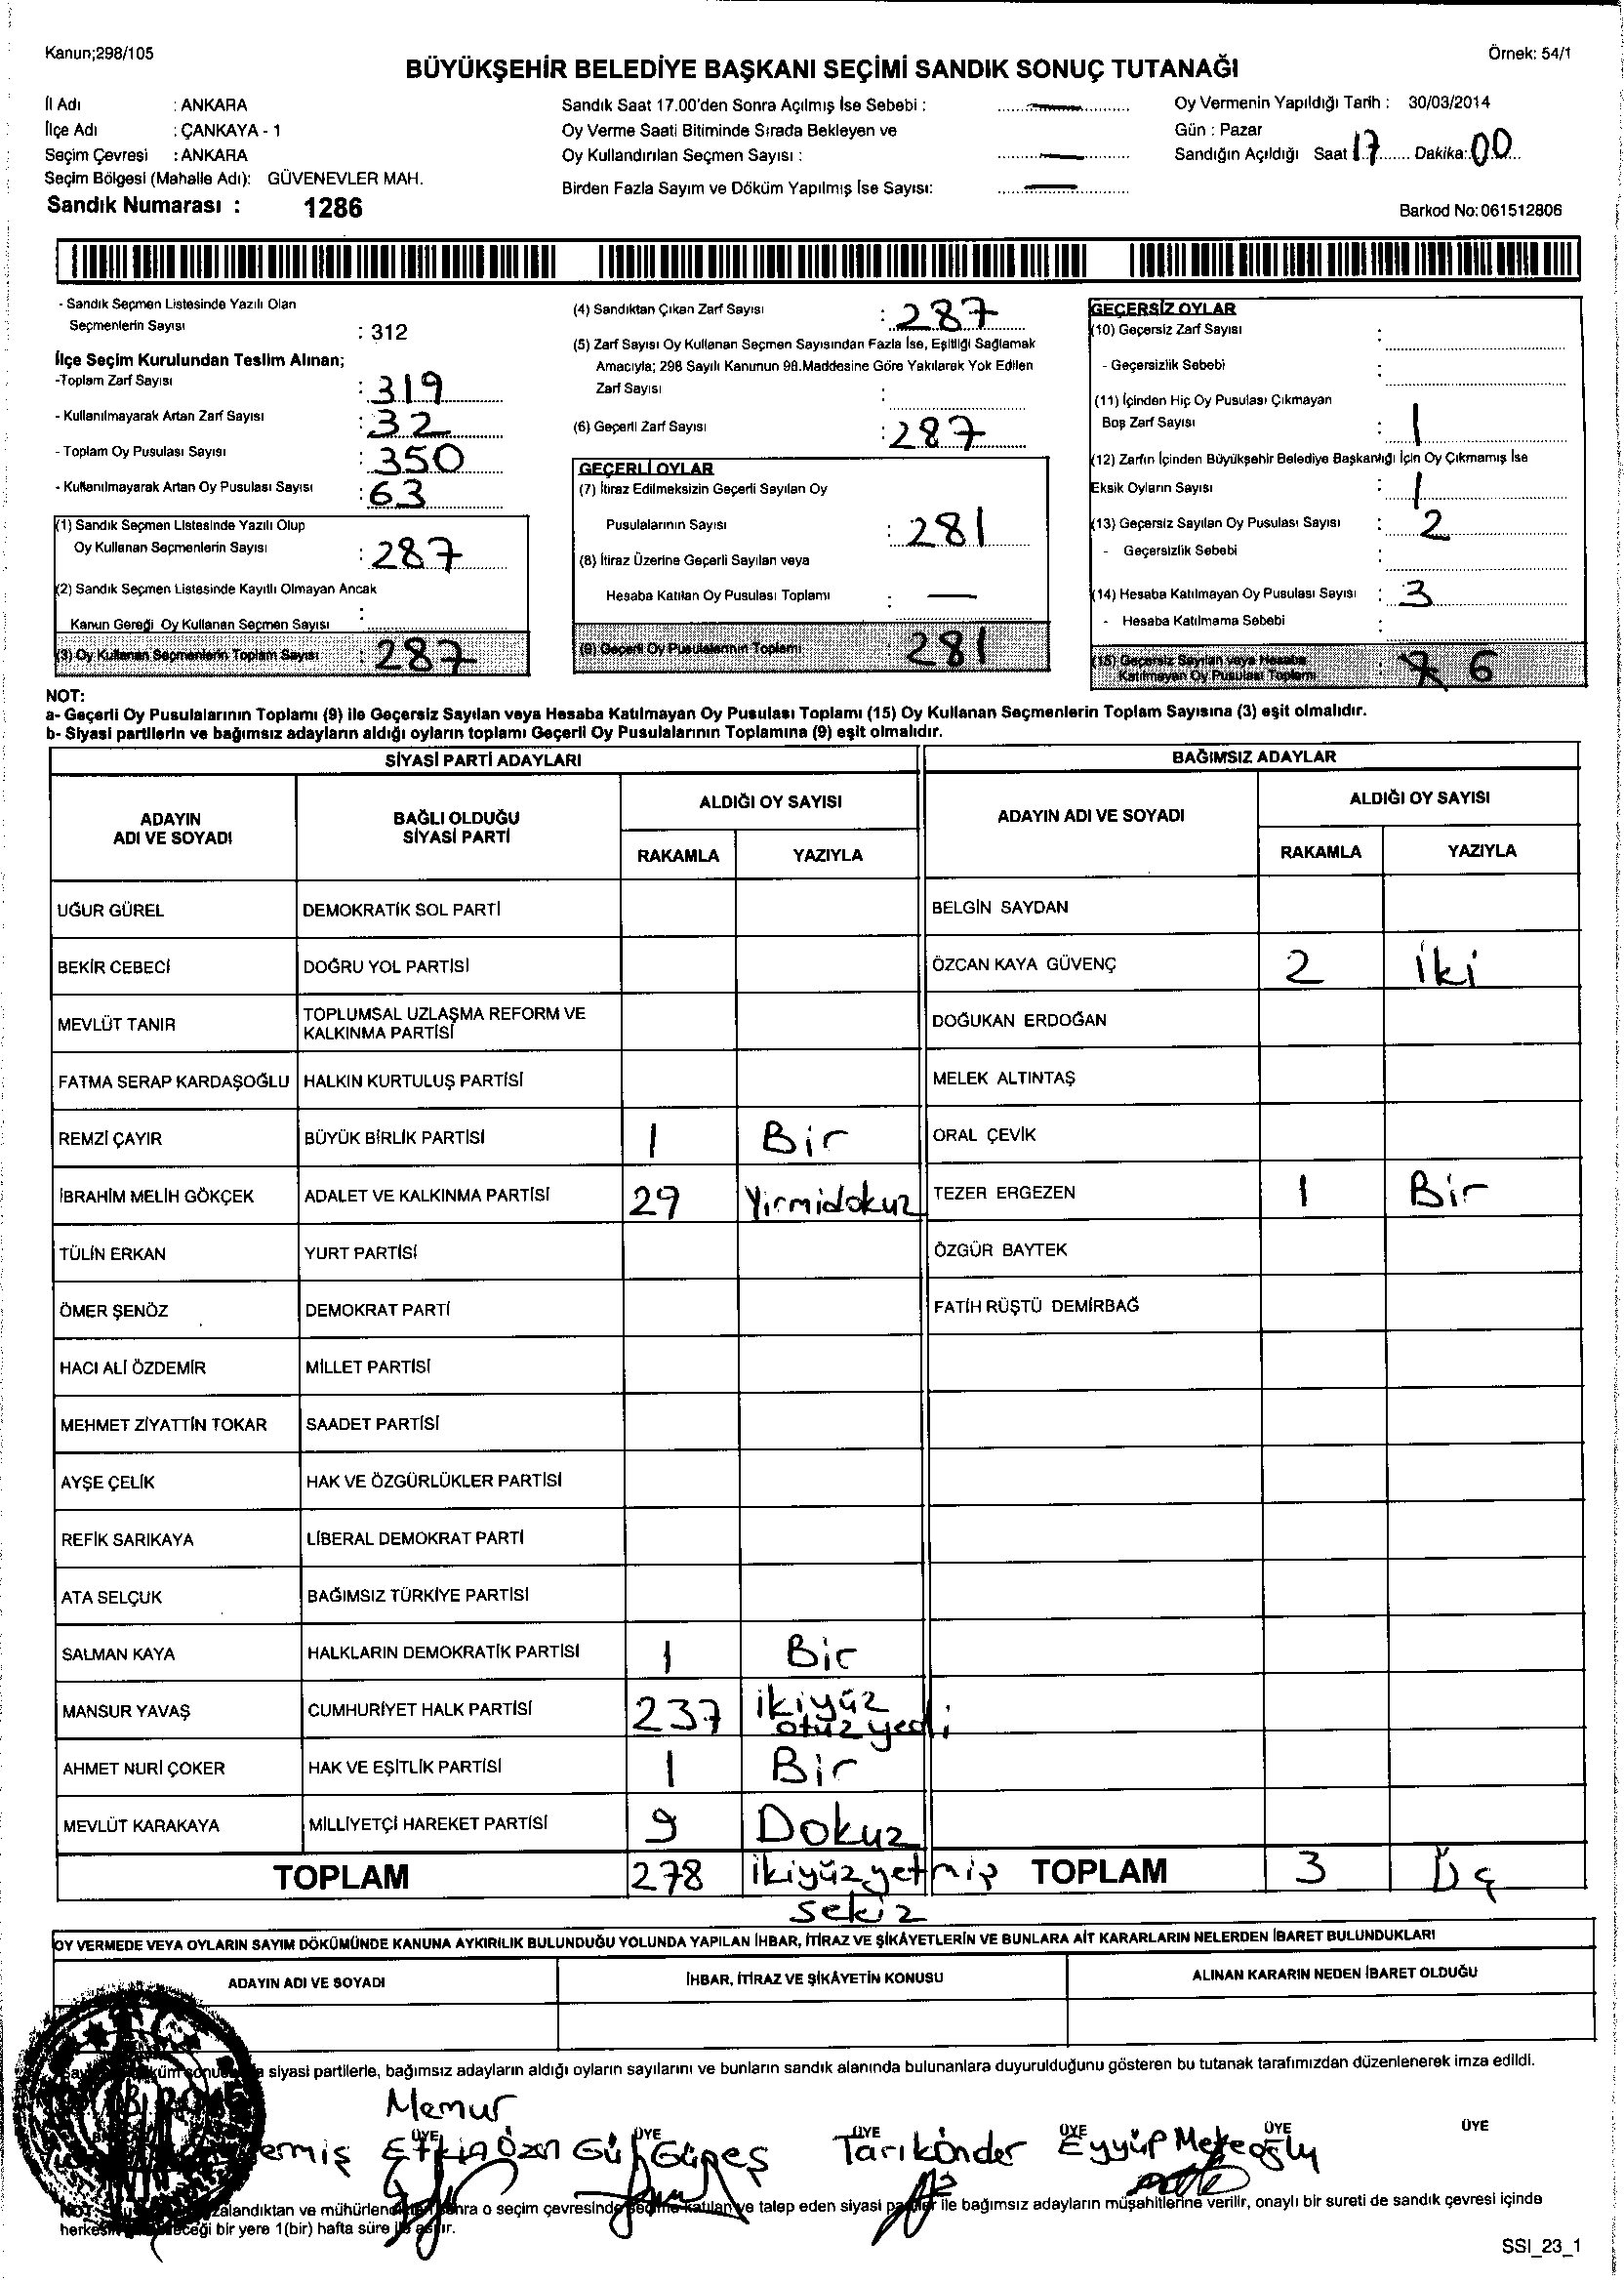 Kanun;298/105
Örnek: 54/1
BÜYÜKŞEHİR BELEDİYE BAŞKANI SEÇİMİ SANDIK SONUÇ TUTANAĞI
İl Adı : ANKARA
İlçe Adı : ÇANKAYA - 1
Seçim Çevresi : ANKARA
Seçim Bölgesi (Mahalle Adı): GÜVENEVLER MAH.
Sandık Numarası : 1286
Sandık Saat 17.00'den Sonra Açılmış İse Sebebi : —
Oy Verme Saati Bitiminde Sırada Bekleyen ve
Oy Kullandırılan Seçmen Sayısı : —
Birden Fazla Sayım ve Döküm Yapılmış İse Sayısı: —
Oy Vermenin Yapıldığı Tarih : 30/03/2014
Gün : Pazar
Sandığın Açıldığı Saat 17 Dakika: 00
Barkod No:061512806
- Sandık Seçmen Listesinde Yazılı Olan
Seçmenlerin Sayısı : 312
İlçe Seçim Kurulundan Teslim Alınan;
-Toplam Zarf Sayısı : 319
- Kullanılmayarak Artan Zarf Sayısı : 32
- Toplam Oy Pusulası Sayısı : 350
- Kullanılmayarak Artan Oy Pusulası Sayısı : 63
(1) Sandık Seçmen Listesinde Yazılı Olup
Oy Kullanan Seçmenlerin Sayısı : 287
(2) Sandık Seçmen Listesinde Kayıtlı Olmayan Ancak
Kanun Gereği Oy Kullanan Seçmen Sayısı :
(3) Oy Kullanan Seçmenlerin Toplam Sayısı : 287
(4) Sandıktan Çıkan Zarf Sayısı : 287
(5) Zarf Sayısı Oy Kullanan Seçmen Sayısından Fazla İse, Eşitliği Sağlamak
Amacıyla; 298 Sayılı Kanunun 98.Maddesine Göre Yakılarak Yok Edilen
Zarf Sayısı :
(6) Geçerli Zarf Sayısı : 287
GEÇERLİ OYLAR
(7) İtiraz Edilmeksizin Geçerli Sayılan Oy
Pusulalarının Sayısı : 281
(8) İtiraz Üzerine Geçerli Sayılan veya
Hesaba Katılan Oy Pusulası Toplamı : —
(9) Geçerli Oy Pusulalarının Toplamı 281
GEÇERSİZ OYLAR
(10) Geçersiz Zarf Sayısı :
- Geçersizlik Sebebi :
(11) İçinden Hiç Oy Pusulası Çıkmayan
Boş Zarf Sayısı : 1
(12) Zarfın İçinden Büyükşehir Belediye Başkanlığı İçin Oy Çıkmamış İse
Eksik Oyların Sayısı : 1
(13) Geçersiz Sayılan Oy Pusulası Sayısı : 2
- Geçersizlik Sebebi :
(14) Hesaba Katılmayan Oy Pusulası Sayısı : 3
- Hesaba Katılmama Sebebi :
(15) Geçersiz Sayılan veya Hesaba
Katılmayan Oy Pusulası Toplamı : 6
NOT:
a- Geçerli Oy Pusulalarının Toplamı (9) ile Geçersiz Sayılan veya Hesaba Katılmayan Oy Pusulası Toplamı (15) Oy Kullanan Seçmenlerin Toplam Sayısına (3) eşit olmalıdır.
b- Siyasi partilerin ve bağımsız adayların aldığı oyların toplamı Geçerli Oy Pusulalarının Toplamına (9) eşit olmalıdır.
SİYASİ PARTİ ADAYLARI
BAĞIMSIZ ADAYLAR
ADAYIN ADI VE SOYADI
BAĞLI OLDUĞU SİYASİ PARTİ
ALDIĞI OY SAYISI
RAKAMLA YAZIYLA
ADAYIN ADI VE SOYADI
ALDIĞI OY SAYISI
RAKAMLA YAZIYLA
UĞUR GÜREL DEMOKRATİK SOL PARTİ BELGİN SAYDAN
BEKİR CEBECİ DOĞRU YOL PARTİSİ ÖZCAN KAYA GÜVENÇ 2 iki
MEVLÜT TANIR TOPLUMSAL UZLAŞMA REFORM VE KALKINMA PARTİSİ DOĞUKAN ERDOĞAN
FATMA SERAP KARDAŞOĞLU HALKIN KURTULUŞ PARTİSİ MELEK ALTINTAŞ
REMZİ ÇAYIR BÜYÜK BİRLİK PARTİSİ 1 Bir ORAL ÇEVİK
İBRAHİM MELİH GÖKÇEK ADALET VE KALKINMA PARTİSİ 29 Yirmidokuz TEZER ERGEZEN 1 Bir
TÜLİN ERKAN YURT PARTİSİ ÖZGÜR BAYTEK
ÖMER ŞENÖZ DEMOKRAT PARTİ FATİH RÜŞTÜ DEMİRBAĞ
HACI ALİ ÖZDEMİR MİLLET PARTİSİ
MEHMET ZİYATTİN TOKAR SAADET PARTİSİ
AYŞE ÇELİK HAK VE ÖZGÜRLÜKLER PARTİSİ
REFİK SARIKAYA LİBERAL DEMOKRAT PARTİ
ATA SELÇUK BAĞIMSIZ TÜRKİYE PARTİSİ
SALMAN KAYA HALKLARIN DEMOKRATİK PARTİSİ 1 Bir
MANSUR YAVAŞ CUMHURİYET HALK PARTİSİ 237 ikiyüz otuz yedi
AHMET NURİ ÇOKER HAK VE EŞİTLİK PARTİSİ 1 Bir
MEVLÜT KARAKAYA MİLLİYETÇİ HAREKET PARTİSİ 9 Dokuz
TOPLAM 278 ikiyüzyetmiş sekiz TOPLAM 3 Üç
OY VERMEDE VEYA OYLARIN SAYIM DÖKÜMÜNDE KANUNA AYKIRILIK BULUNDUĞU YOLUNDA YAPILAN İHBAR, İTİRAZ VE ŞİKÂYETLERİN VE BUNLARA AİT KARARLARIN NELERDEN İBARET BULUNDUKLARI
ADAYIN ADI VE SOYADI İHBAR, İTİRAZ VE ŞİKÂYETİN KONUSU ALINAN KARARIN NEDEN İBARET OLDUĞU
siyasi partilerle, bağımsız adayların aldığı oyların sayılarını ve bunların sandık alanında bulunanlara duyurulduğunu gösteren bu tutanak tarafımızdan düzenlenerek imza edildi.
Memur
ÜYE ÜYE ÜYE ÜYE ÜYE ÜYE
Etkin Özen Gül Güneş Tarık Önder Eyyüp
ve talep eden siyasi ile bağımsız adayların müşahitlerine verilir, onaylı bir sureti de sandık çevresi içinde
bir yere 1(bir) hafta süre
SSI_23_1